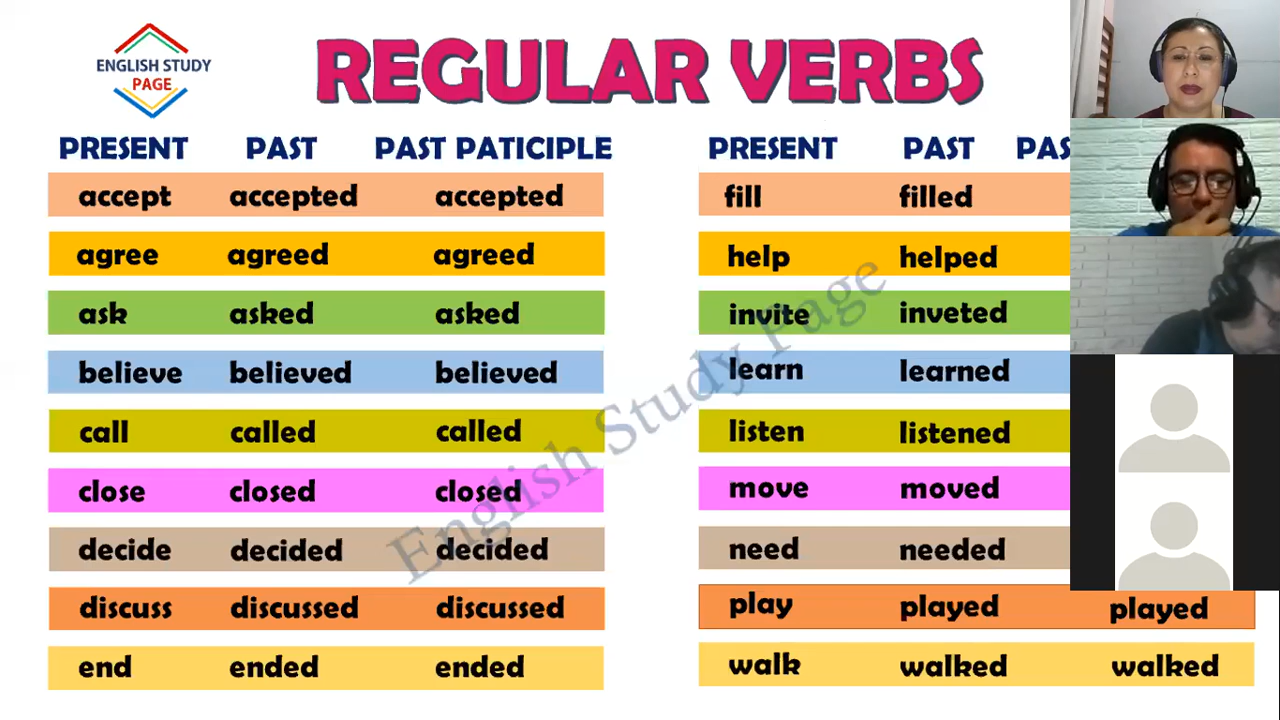 ENGLISH STUDY
PAGE
REGULAR VERBS
PRESENT PAST PAST PATICIPLE
accept accepted accepted
agree agreed agreed
ask asked asked
believe believed believed
call called called
close closed closed
decide decided decided
discuss discussed discussed
end ended ended
PRESENT PAST PAS
fill filled
help helped
invite inveted
learn learned
listen listened
move moved
need needed
play played played
walk walked walked
English Study Page